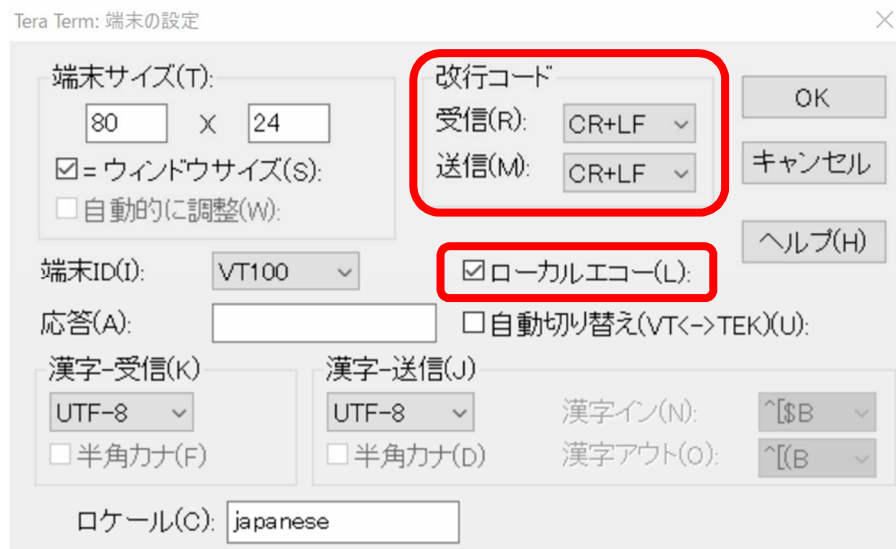 Tera Term: 端末の設定
端末サイズ(T):
80 X 24
=ウィンドウサイズ(S):
自動的に調整(W):
改行コード
受信(R): CR+LF
送信(M): CR+LF
OK
キャンセル
ヘルプ(H)
端末ID(I): VT100
ローカルエコー(L):
応答(A):
自動切り替え(VT<->TEK)(U):
漢字-受信(K)
UTF-8
半角カナ(F)
漢字-送信(J)
UTF-8
半角カナ(D)
漢字イン(N): ^[$B
漢字アウト(O): ^[(B
ロケール(C): japanese